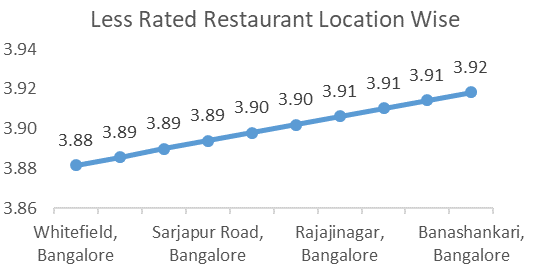 Less Rated Restaurant Location Wise
3.94
3.92
3.90
3.88
3.86
3.88
3.89
3.89
3.89
3.90
3.90
3.91
3.91
3.91
3.92
Whitefield,
Bangalore
Sarjapur Road,
Bangalore
Rajajinagar,
Bangalore
Banashankari,
Bangalore